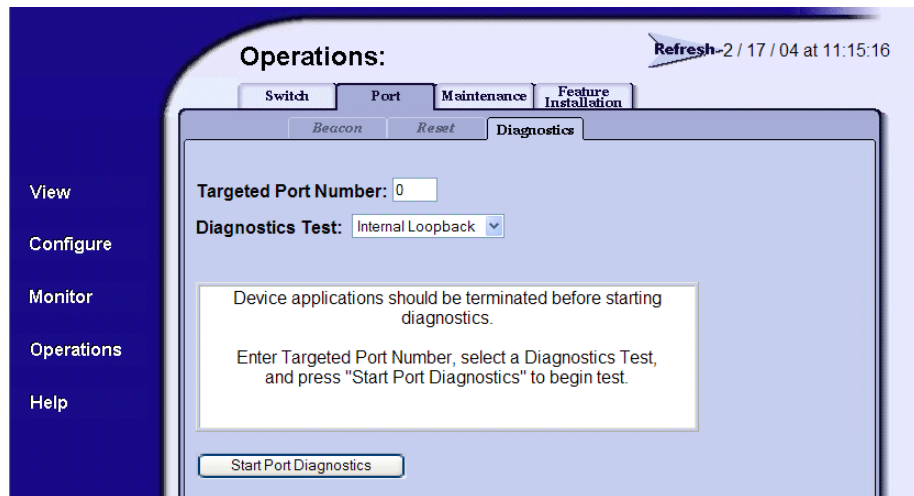 Operations:
Refresh-2 / 17 / 04 at 11:15:16
Switch Port Maintenance Feature Installation
Beacon Reset Diagnostics
View
Configure
Monitor
Operations
Help
Targeted Port Number: 0
Diagnostics Test: Internal Loopback
Device applications should be terminated before starting
diagnostics.
Enter Targeted Port Number, select a Diagnostics Test,
and press "Start Port Diagnostics" to begin test.
Start Port Diagnostics